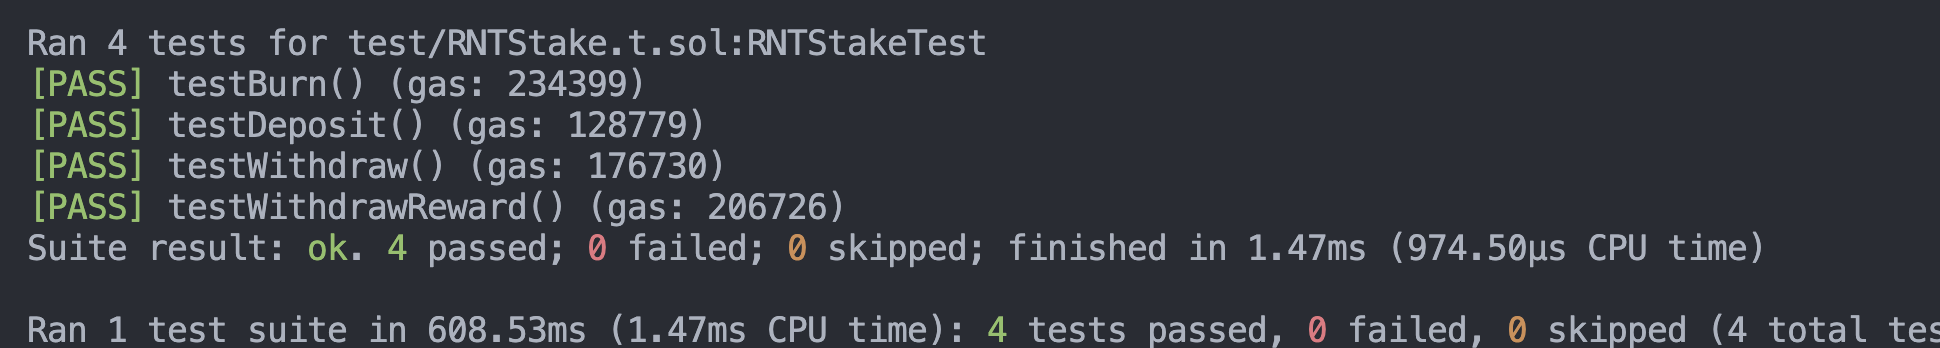 Ran 4 tests for test/RNTStake.t.sol:RNTStakeTest
[PASS] testBurn() (gas: 234399)
[PASS] testDeposit() (gas: 128779)
[PASS] testWithdraw() (gas: 176730)
[PASS] testWithdrawReward() (gas: 206726)
Suite result: ok. 4 passed; 0 failed; 0 skipped; finished in 1.47ms (974.50µs CPU time)
Ran 1 test suite in 608.53ms (1.47ms CPU time): 4 tests passed, 0 failed, 0 skipped (4 total tes